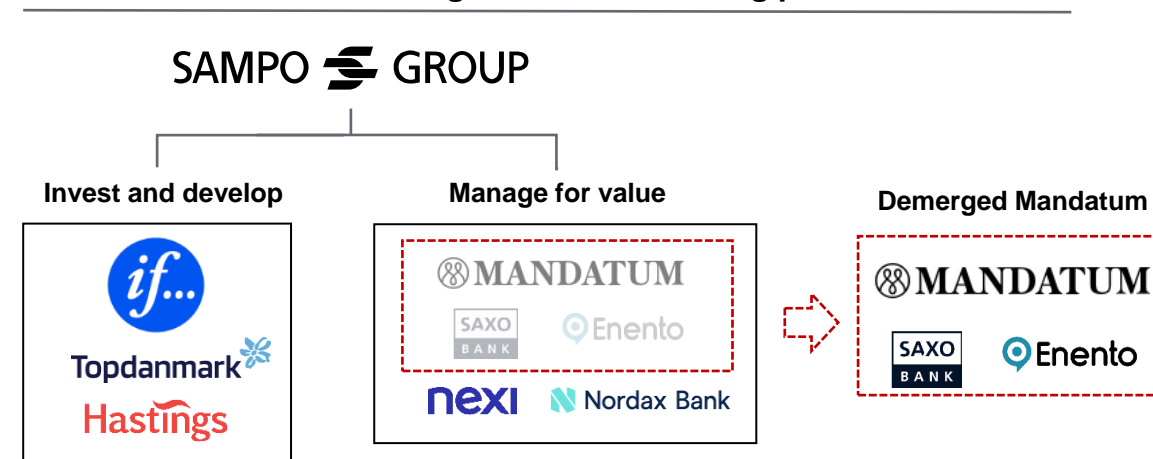 SAMPO GROUP
Invest and develop
if...
Topdanmark
Hastings
Manage for value
MANDATUM
SAXO
BANK
Enento
nexi
Nordax Bank
Demerged Mandatum
MANDATUM
SAXO
BANK
Enento